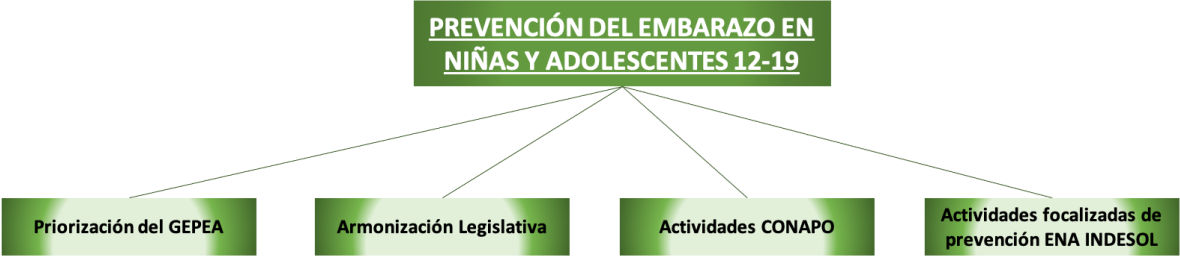 PREVENCIÓN DEL EMBARAZO EN
NIÑAS Y ADOLESCENTES 12-19
Priorización del GEPEA
Armonización Legislativa
Actividades CONAPO
Actividades focalizadas de
prevención ENA INDESOL